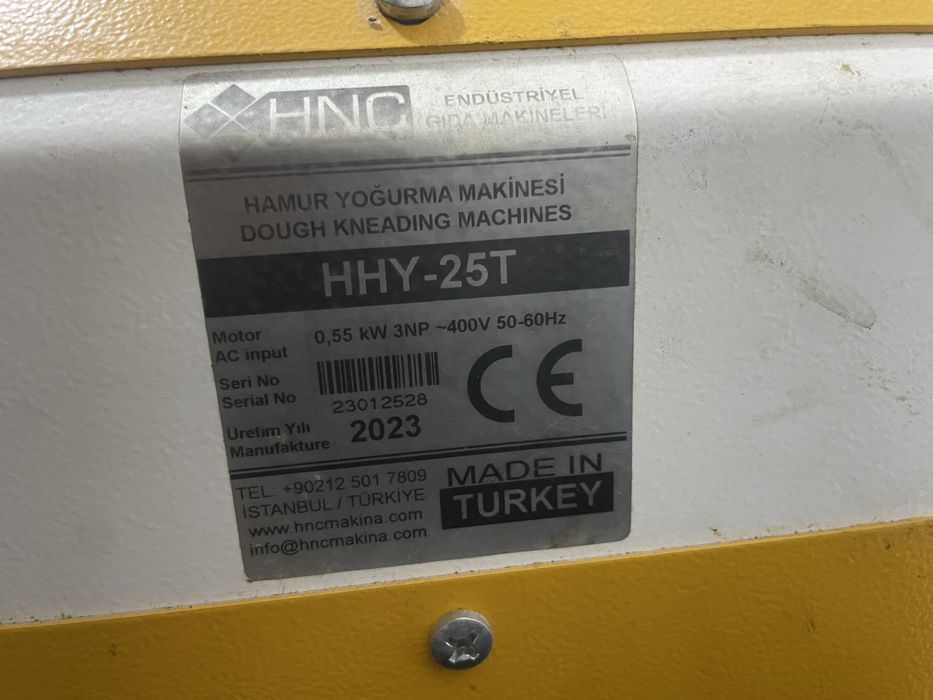 HNC
ENDÜSTRİYEL
GIDA MAKİNELERİ
HAMUR YOĞURMA MAKİNESİ
DOUGH KNEADING MACHINES
HHY-25T
Motor
AC input
0,55 kW 3NP ~400V 50-60Hz
Seri No
Serial No
23012528
Üretim Yılı
Manufakture
2023
CE
TEL. +90212 501 7809
İSTANBUL / TÜRKİYE
www.hncmakina.com
info@hncmakina.com
MADE IN
TURKEY